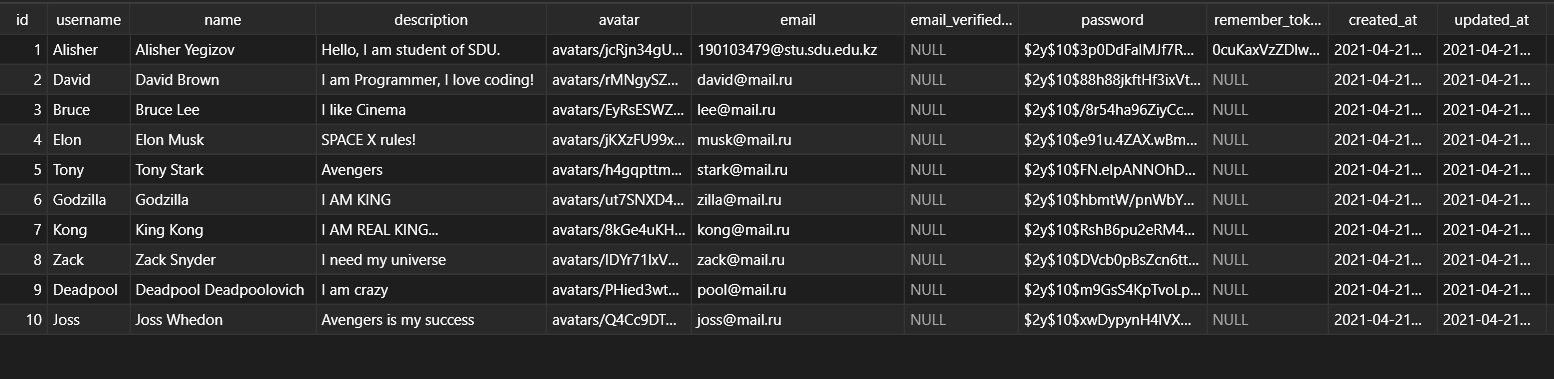 id username name description avatar email email_verified... password remember_tok... created_at updated_at
1 Alisher Alisher Yegizov Hello, I am student of SDU. avatars/jcRjn34gU... 190103479@stu.sdu.edu.kz NULL $2y$10$3p0DdFalMJf7R... 0cuKaxVzZDlw... 2021-04-21... 2021-04-21...
2 David David Brown I am Programmer, I love coding! avatars/rMNgySZ... david@mail.ru NULL $2y$10$88h88jkftHf3ixVt... NULL 2021-04-21... 2021-04-21...
3 Bruce Bruce Lee I like Cinema avatars/EyRsESWZ... lee@mail.ru NULL $2y$10$/8r54ha96ZiyCc... NULL 2021-04-21... 2021-04-21...
4 Elon Elon Musk SPACE X rules! avatars/jKXzFU99x... musk@mail.ru NULL $2y$10$e91u.4ZAX.wBm... NULL 2021-04-21... 2021-04-21...
5 Tony Tony Stark Avengers avatars/h4gqpttm... stark@mail.ru NULL $2y$10$FN.elpANNOhD... NULL 2021-04-21... 2021-04-21...
6 Godzilla Godzilla I AM KING avatars/ut7SNXD4... zilla@mail.ru NULL $2y$10$hbmtW/pnWbY... NULL 2021-04-21... 2021-04-21...
7 Kong King Kong I AM REAL KING... avatars/8kGe4uKH... kong@mail.ru NULL $2y$10$RshB6pu2eRM4... NULL 2021-04-21... 2021-04-21...
8 Zack Zack Snyder I need my universe avatars/lDYr71lxV... zack@mail.ru NULL $2y$10$DVcb0pBsZcn6tt... NULL 2021-04-21... 2021-04-21...
9 Deadpool Deadpool Deadpoolovich I am crazy avatars/PHied3wt... pool@mail.ru NULL $2y$10$m9GsS4KpTvoLp... NULL 2021-04-21... 2021-04-21...
10 Joss Joss Whedon Avengers is my success avatars/Q4Cc9DT... joss@mail.ru NULL $2y$10$xwDypynH4lVX... NULL 2021-04-21... 2021-04-21...